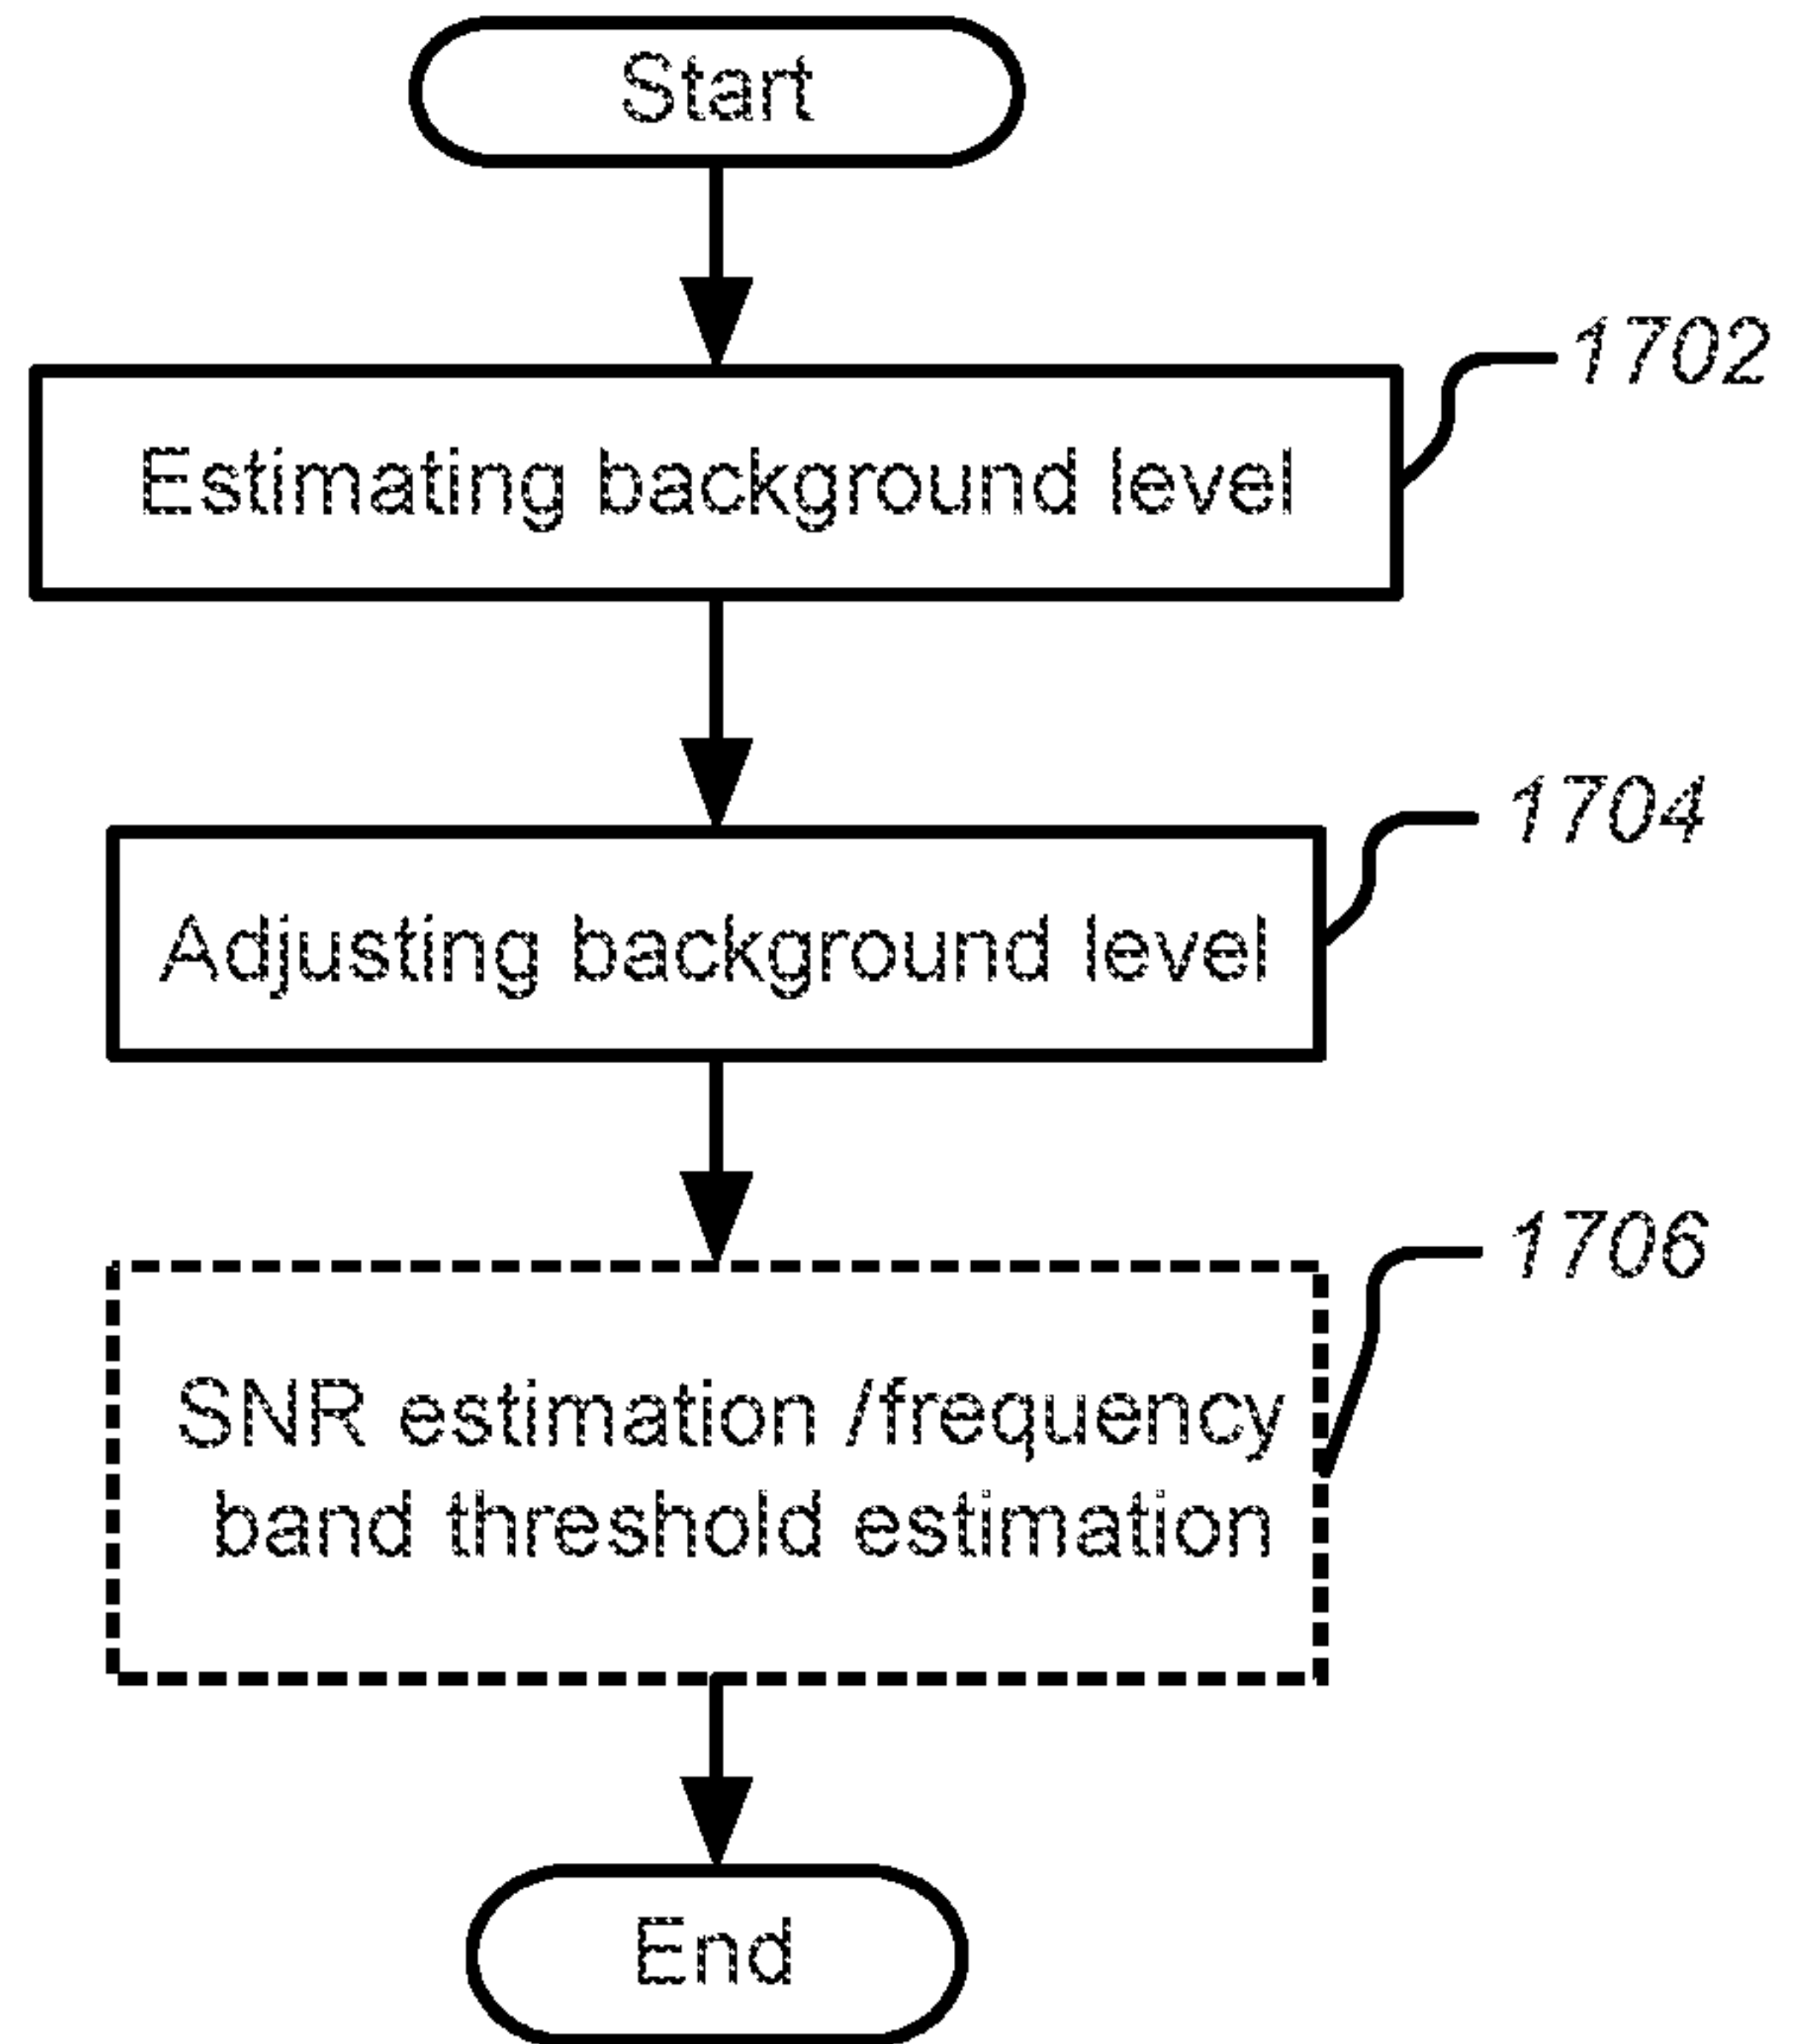 Start
1702
Estimating background level
1704
Adjusting background level
1706
SNR estimation /frequency
band threshold estimation
End